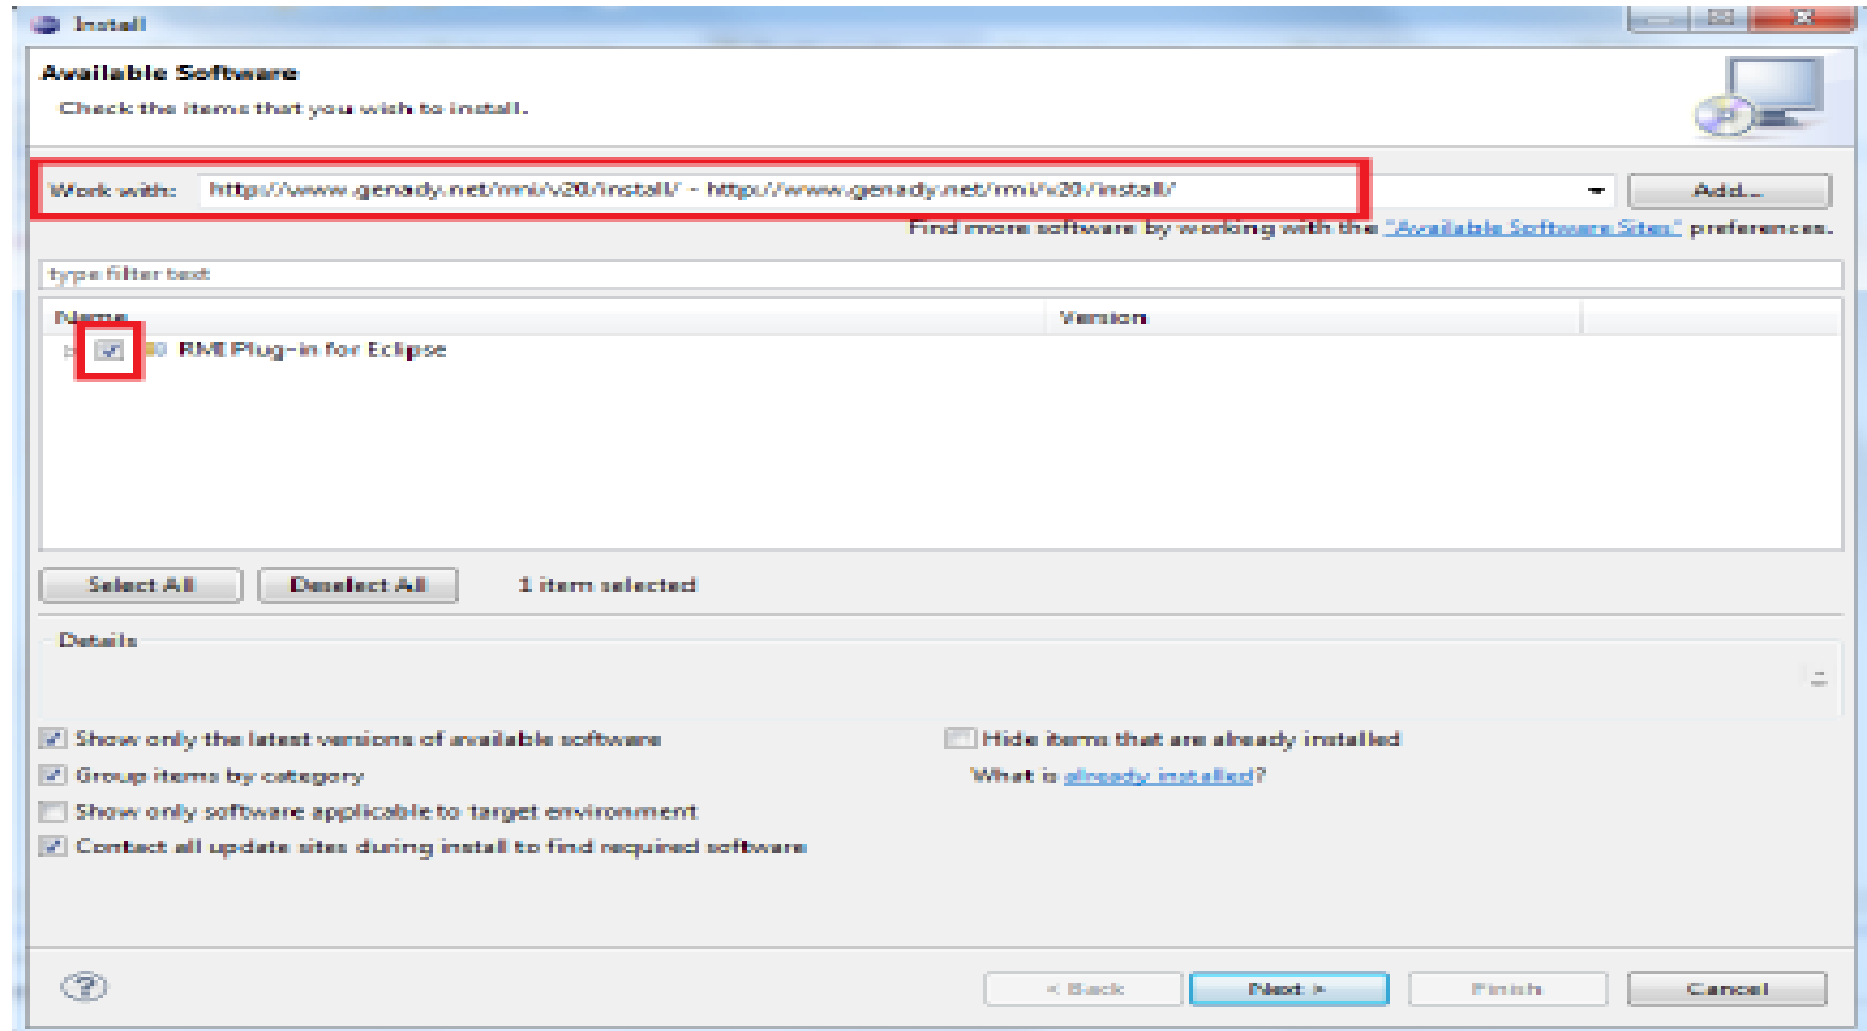 Install
Available Software
Check the items that you wish to install.
Work with: http://www.genady.net/rmi/v20/install/ - http://www.genady.net/rmi/v20/install/ Add...
Find more software by working with the "Available Software Sites" preferences.
type filter text
Name Version
RMI Plug-in for Eclipse
Select All Deselect All 1 item selected
Details
Show only the latest versions of available software Hide items that are already installed
Group items by category What is already installed?
Show only software applicable to target environment
Contact all update sites during install to find required software
? < Back Next > Finish Cancel